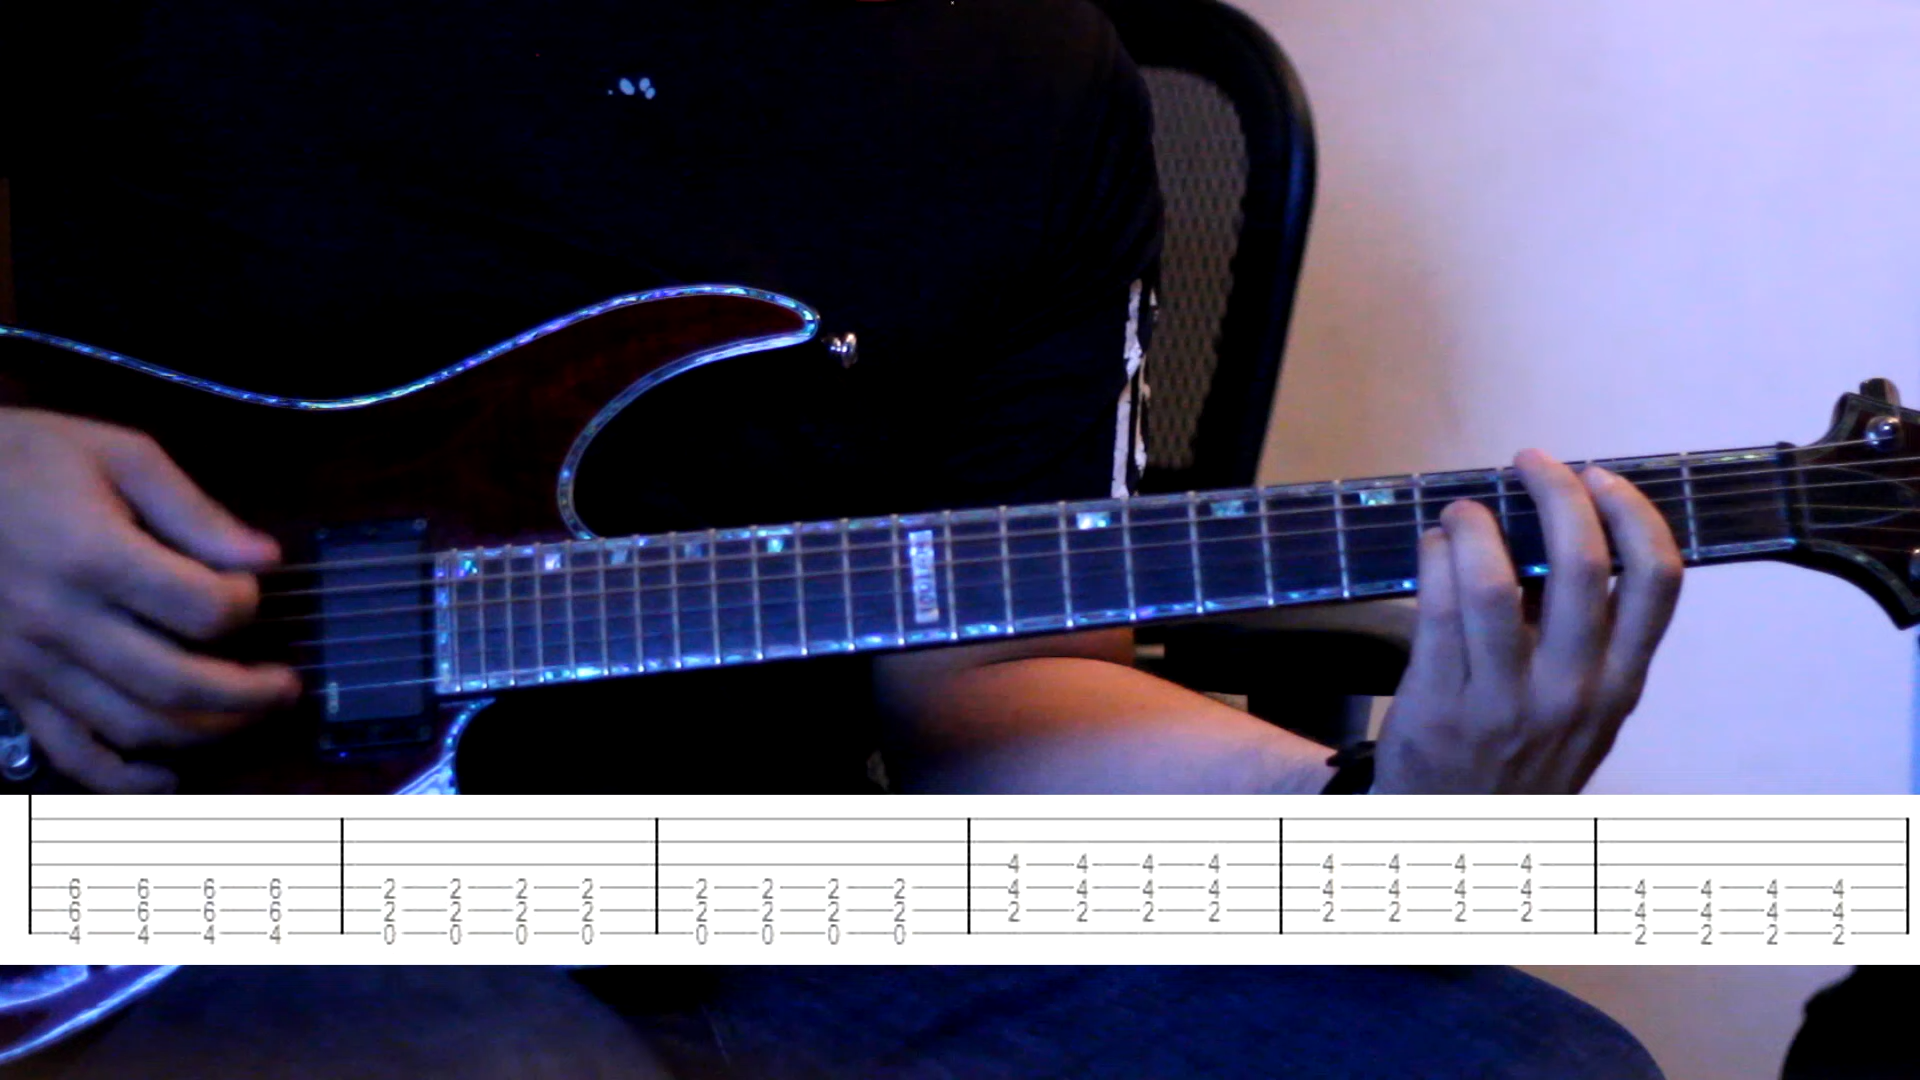 4 4 4 4 4 4 4 4
6 6 6 6 2 2 2 2 2 2 2 2 4 4 4 4 4 4 4 4 4 4 4 4
6 6 6 6 2 2 2 2 2 2 2 2 2 2 2 2 2 2 2 2 4 4 4 4
4 4 4 4 0 0 0 0 0 0 0 0 2 2 2 2